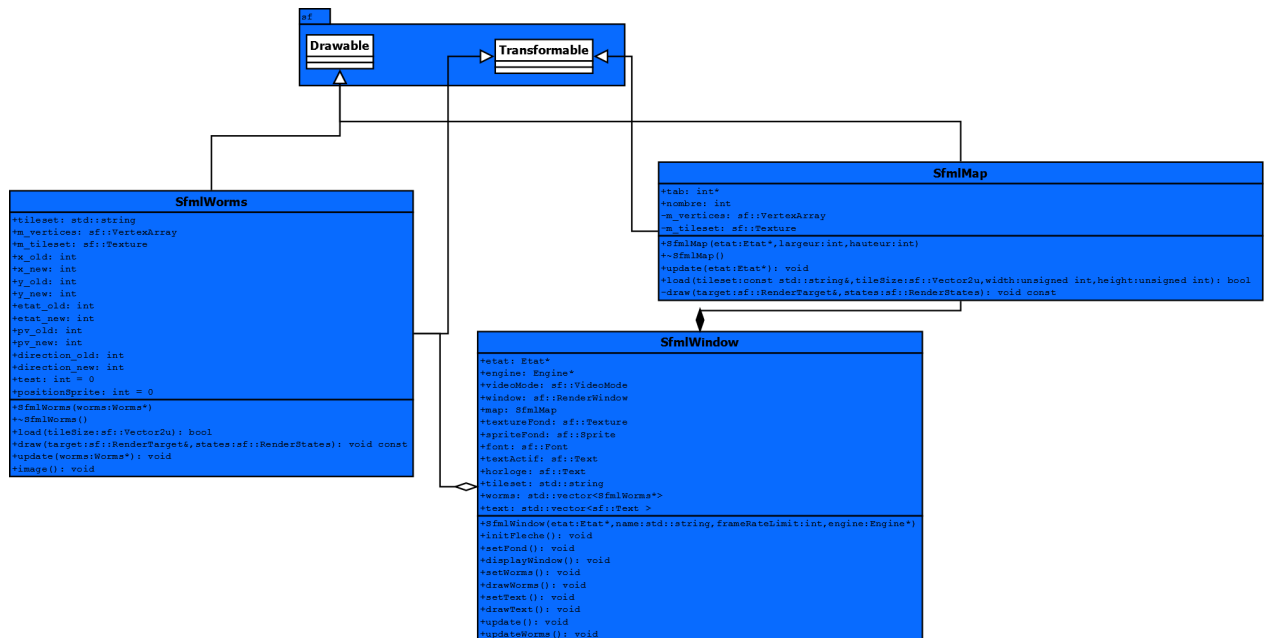 sf
Drawable
Transformable
SfmlMap
+tab: int*
+nombre: int
-m_vertices: sf::VertexArray
-m_tileset: sf::Texture
+SfmlMap(etat:Etat*,largeur:int,hauteur:int)
+~SfmlMap()
+update(etat:Etat*): void
+load(tileset:const std::string&,tileSize:sf::Vector2u,width:unsigned int,height:unsigned int): bool
-draw(target:sf::RenderTarget&,states:sf::RenderStates): void const
SfmlWorms
+tileset: std::string
+m_vertices: sf::VertexArray
+m_tileset: sf::Texture
+x_old: int
+x_new: int
+y_old: int
+y_new: int
+etat_old: int
+etat_new: int
+pv_old: int
+pv_new: int
+direction_old: int
+direction_new: int
+test: int = 0
+positionSprite: int = 0
+SfmlWorms(worms:Worms*)
+~SfmlWorms()
+load(tileSize:sf::Vector2u): bool
+draw(target:sf::RenderTarget&,states:sf::RenderStates): void const
+update(worms:Worms*): void
+image(): void
SfmlWindow
+etat: Etat*
+engine: Engine*
+videoMode: sf::VideoMode
+window: sf::RenderWindow
+map: SfmlMap
+textureFond: sf::Texture
+spriteFond: sf::Sprite
+font: sf::Font
+textActif: sf::Text
+horloge: sf::Text
+tileset: std::string
+worms: std::vector<SfmlWorms*>
+text: std::vector<sf::Text >
+SfmlWindow(etat:Etat*,name:std::string,frameRateLimit:int,engine:Engine*)
+initFleche(): void
+setFond(): void
+displayWindow(): void
+setWorms(): void
+drawWorms(): void
+setText(): void
+drawText(): void
+update(): void
+updateWorms(): void